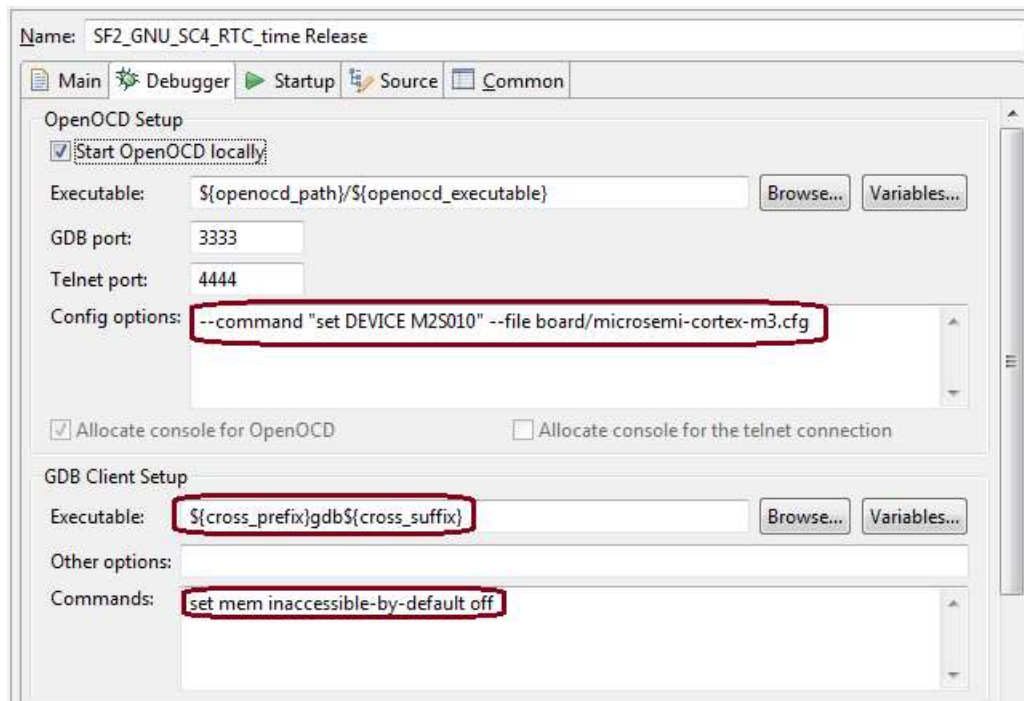 Name: SF2_GNU_SC4_RTC_time Release
Main Debugger Startup Source Common
OpenOCD Setup
Start OpenOCD locally
Executable: ${openocd_path}/${openocd_executable} Browse... Variables...
GDB port: 3333
Telnet port: 4444
Config options: --command "set DEVICE M2S010" --file board/microsemi-cortex-m3.cfg
Allocate console for OpenOCD Allocate console for the telnet connection
GDB Client Setup
Executable: ${cross_prefix}gdb${cross_suffix} Browse... Variables...
Other options:
Commands: set mem inaccessible-by-default off